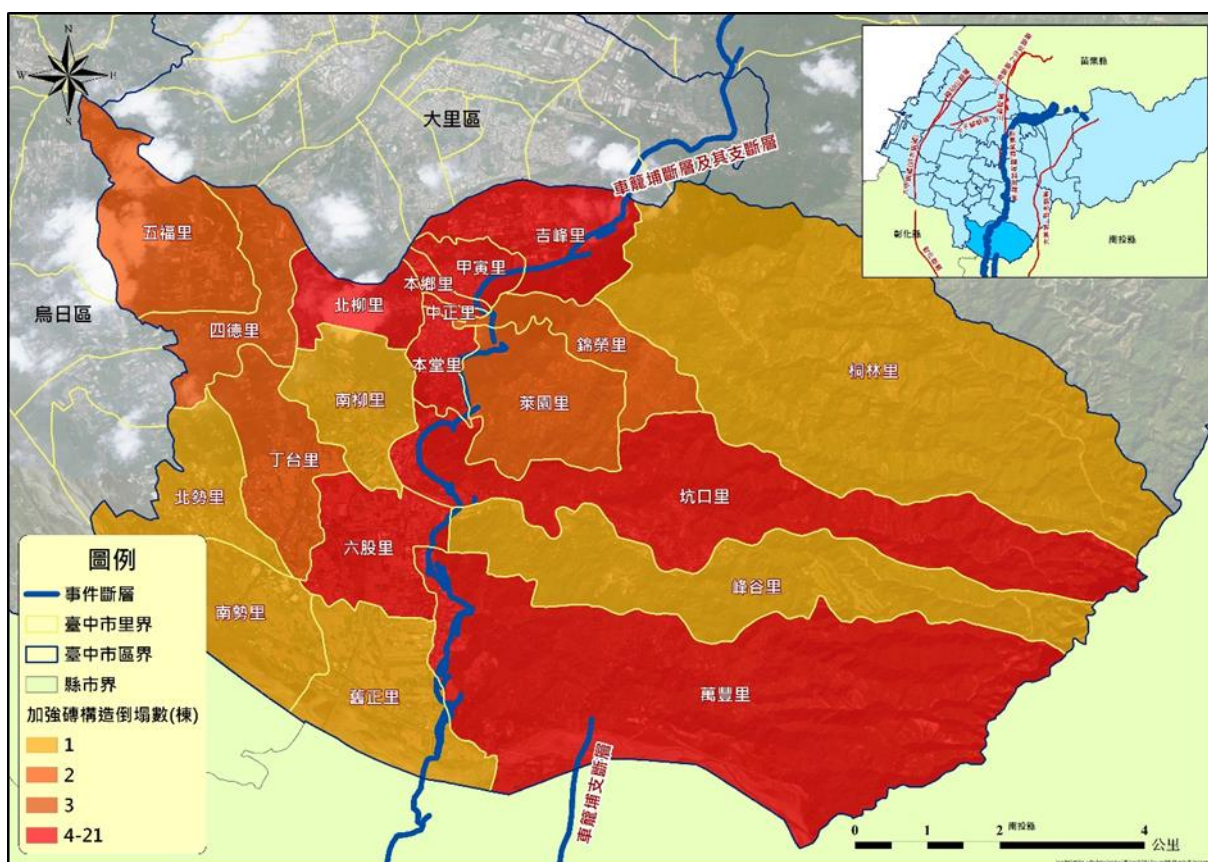 N
W
E
S
大里區
烏日區
車籠埔斷層及其支斷層
五福里
四德里
北柳里
本鄉里
甲寅里
吉峰里
中正里
本堂里
錦榮里
萊園里
桐林里
南柳里
丁台里
北勢里
六股里
坑口里
峰谷里
南勢里
舊正里
萬豐里
車籠埔支斷層
苗栗縣
彰化縣
南投縣
圖例
事件斷層
臺中市里界
臺中市區界
縣市界
加強磚構造倒塌數(棟)
1
2
3
4-21
南投縣
0 1 2 4
公里